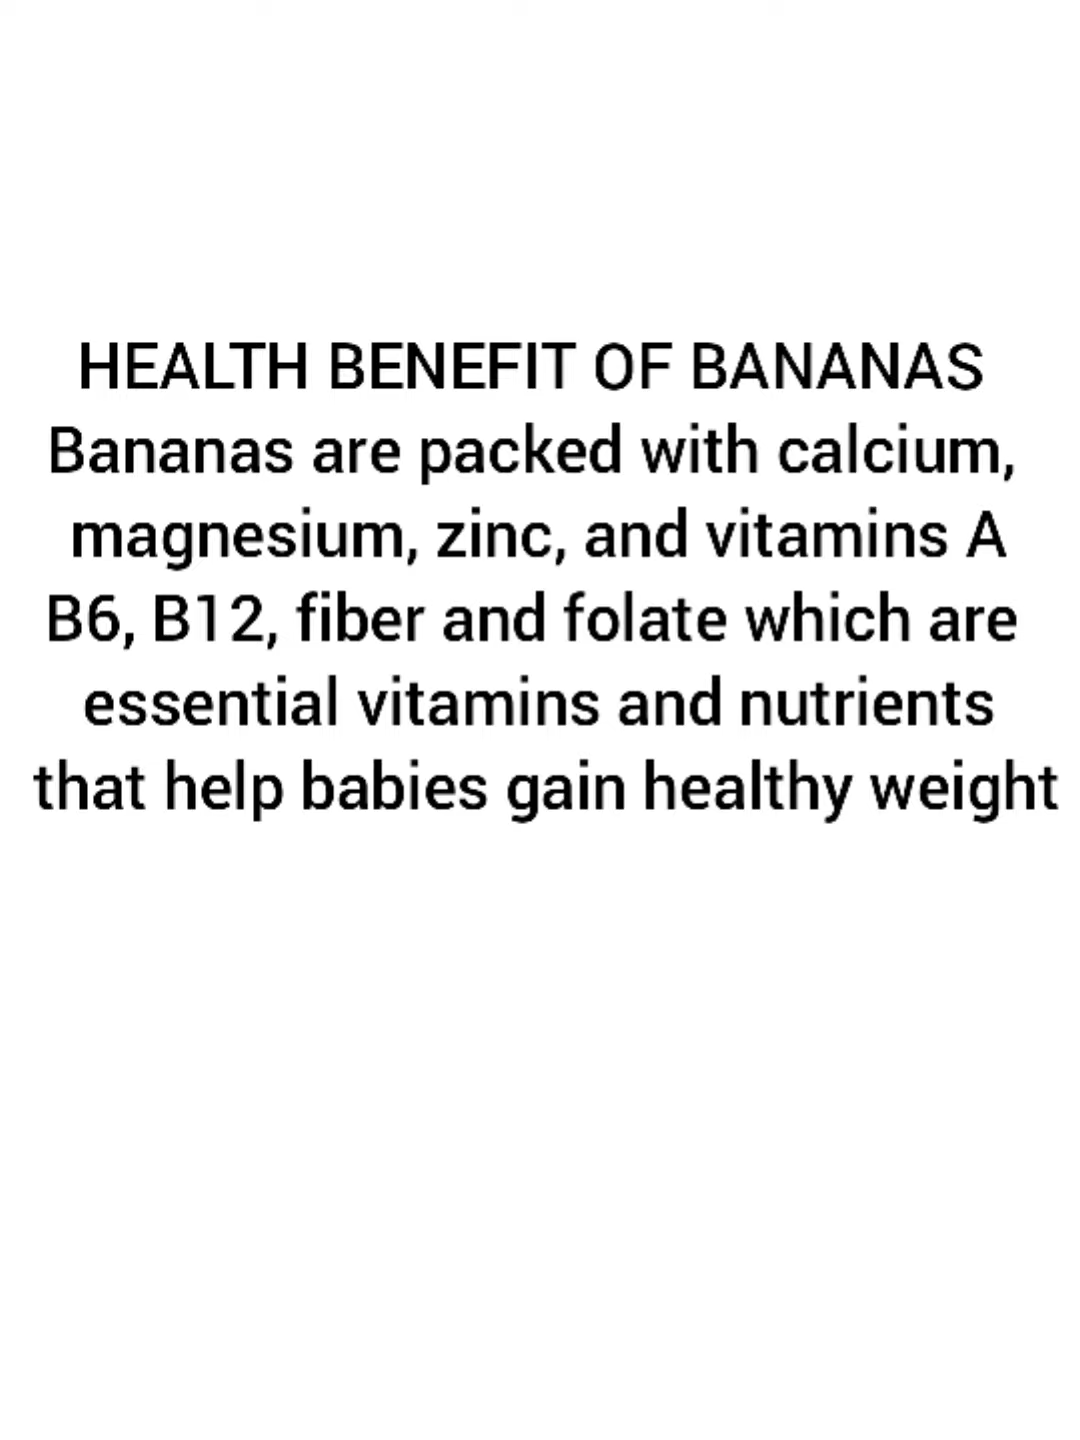 HEALTH BENEFIT OF BANANAS
Bananas are packed with calcium,
magnesium, zinc, and vitamins A
B6, B12, fiber and folate which are
essential vitamins and nutrients
that help babies gain healthy weight